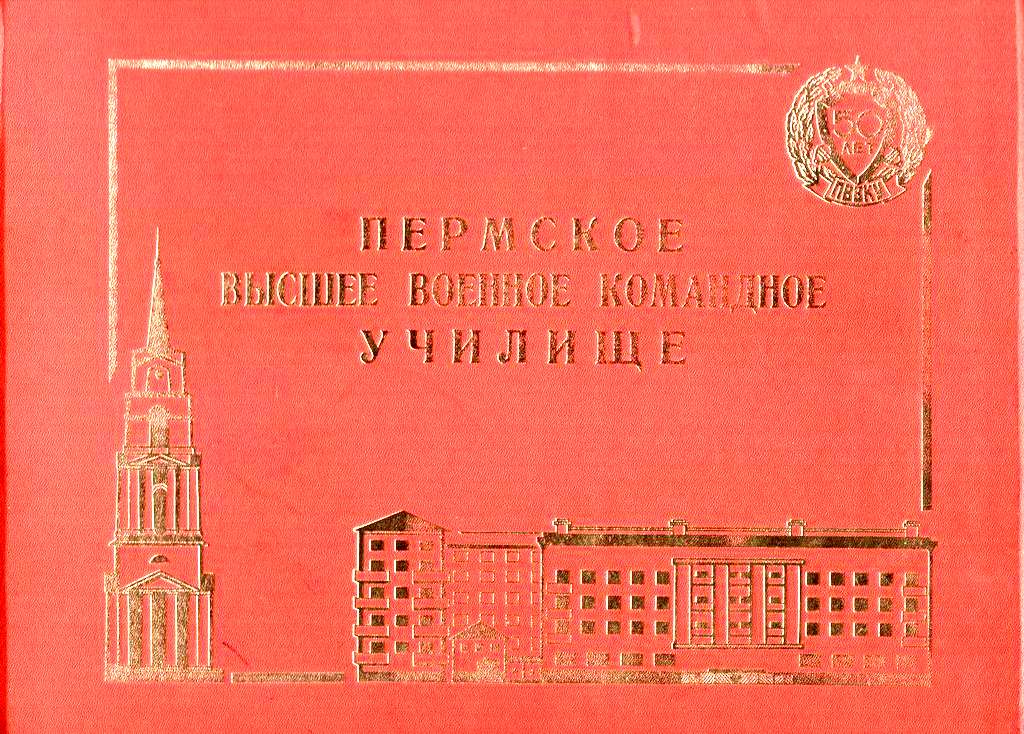 50
ЛЕТ
ПВВКУ
ПЕРМСКОЕ
ВЫСШЕЕ ВОЕННОЕ КОМАНДНОЕ
УЧИЛИЩЕ